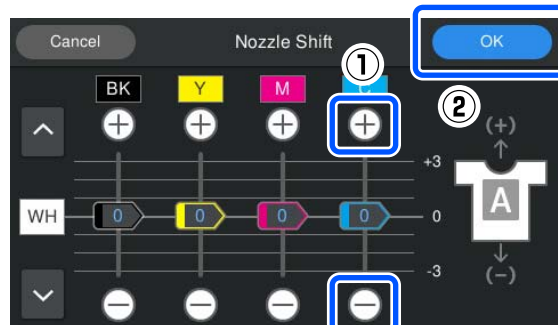 Cancel Nozzle Shift OK
① ②
BK Y M C
(+)
+3
WH 0 0 0 0 0
A
-3
(−)